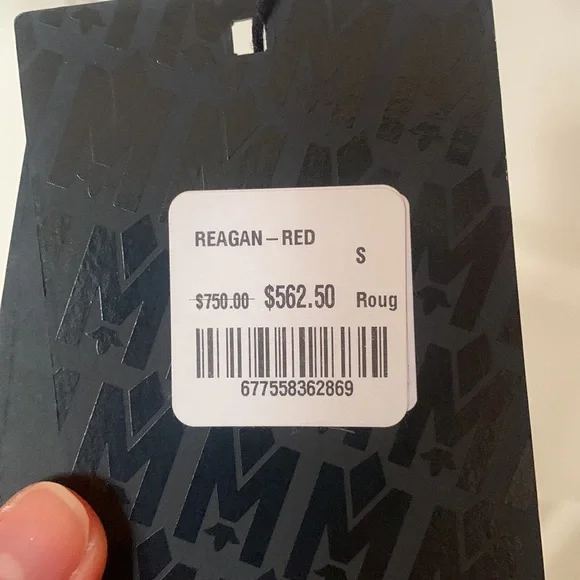 REAGAN – RED
S
$750.00 $562.50 Roug
677558362869